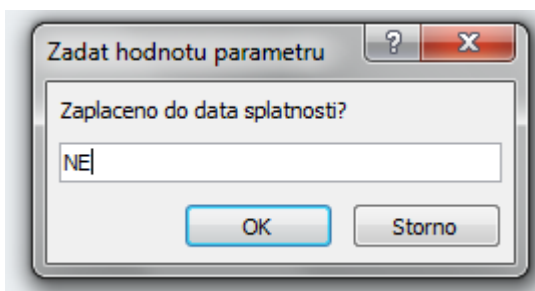 Zadat hodnotu parametru
Zaplaceno do data splatnosti?
NE
OK Storno